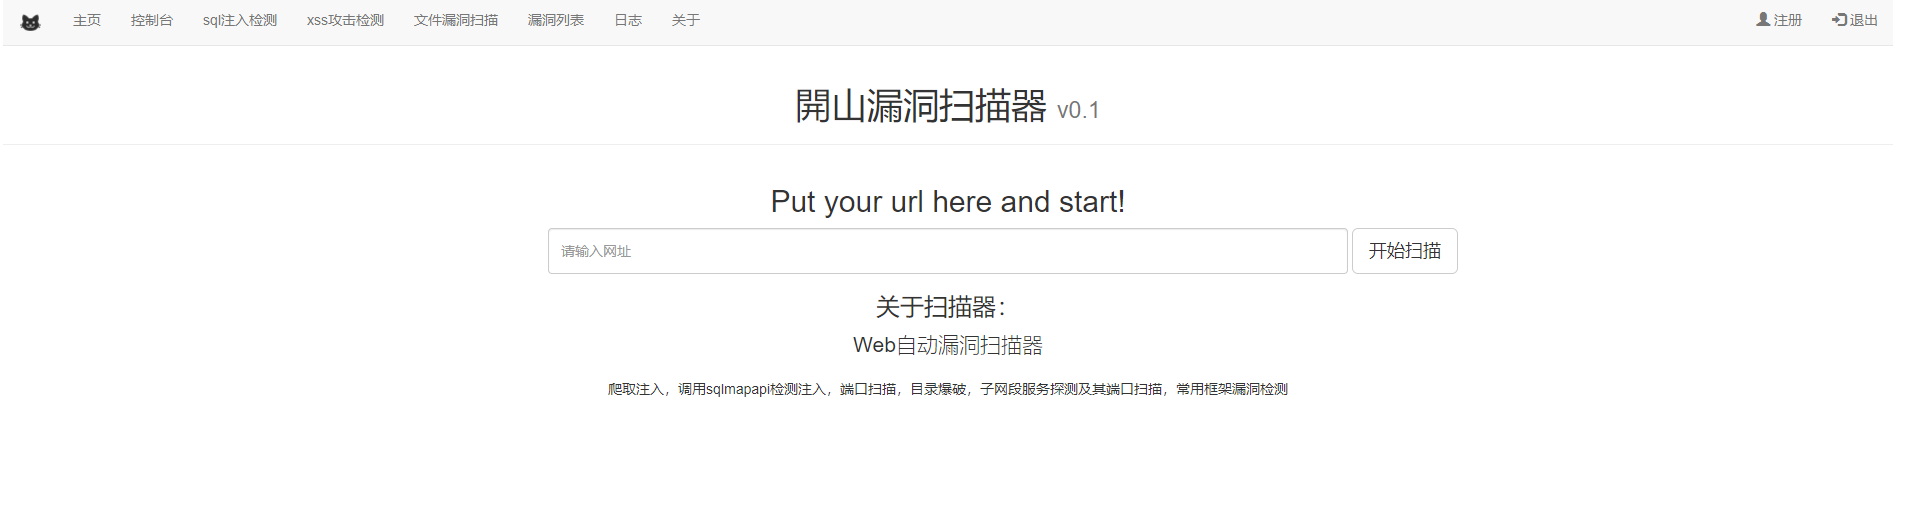 主页 控制台 sql注入检测 xss攻击检测 文件漏洞扫描 漏洞列表 日志 关于 注册 退出
開山漏洞扫描器 v0.1
Put your url here and start!
请输入网址 开始扫描
关于扫描器：
Web自动漏洞扫描器
爬取注入，调用sqlmapapi检测注入，端口扫描，目录爆破，子网段服务探测及其端口扫描，常用框架漏洞检测